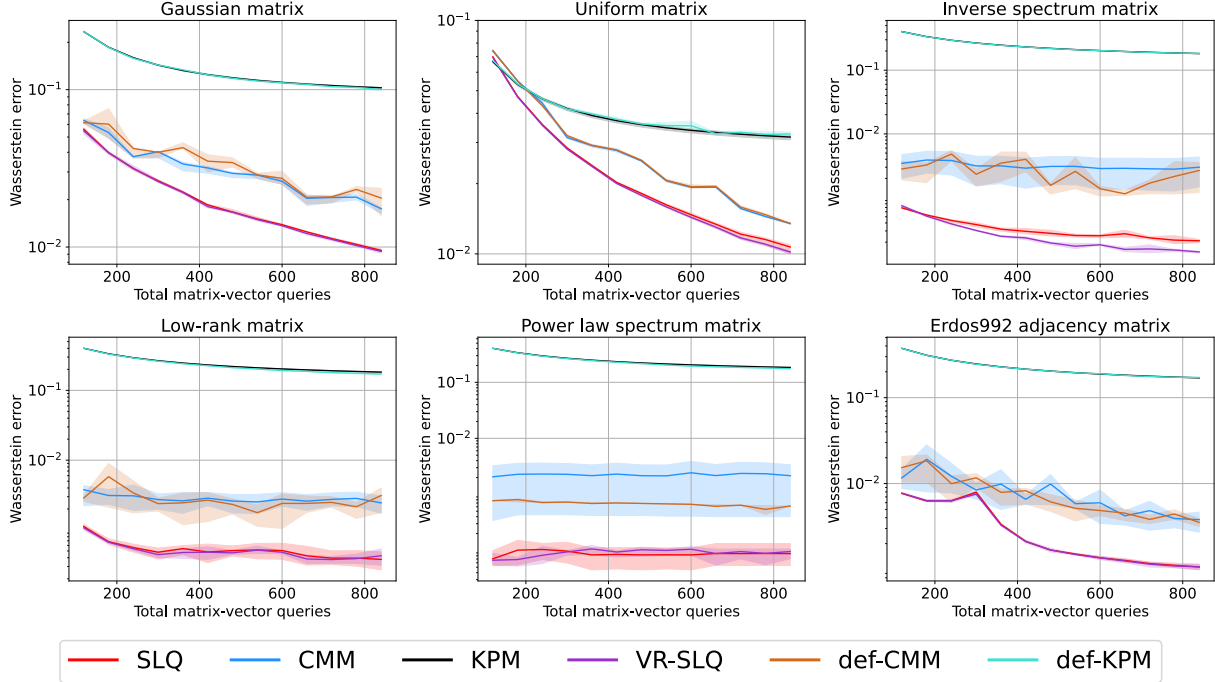 Gaussian matrix
Wasserstein error
10⁻¹
10⁻²
200 400 600 800
Total matrix-vector queries
Uniform matrix
Wasserstein error
10⁻¹
10⁻²
200 400 600 800
Total matrix-vector queries
Inverse spectrum matrix
Wasserstein error
10⁻¹
10⁻²
200 400 600 800
Total matrix-vector queries
Low-rank matrix
Wasserstein error
10⁻¹
10⁻²
200 400 600 800
Total matrix-vector queries
Power law spectrum matrix
Wasserstein error
10⁻¹
10⁻²
200 400 600 800
Total matrix-vector queries
Erdos992 adjacency matrix
Wasserstein error
10⁻¹
10⁻²
200 400 600 800
Total matrix-vector queries
SLQ CMM KPM VR-SLQ def-CMM def-KPM